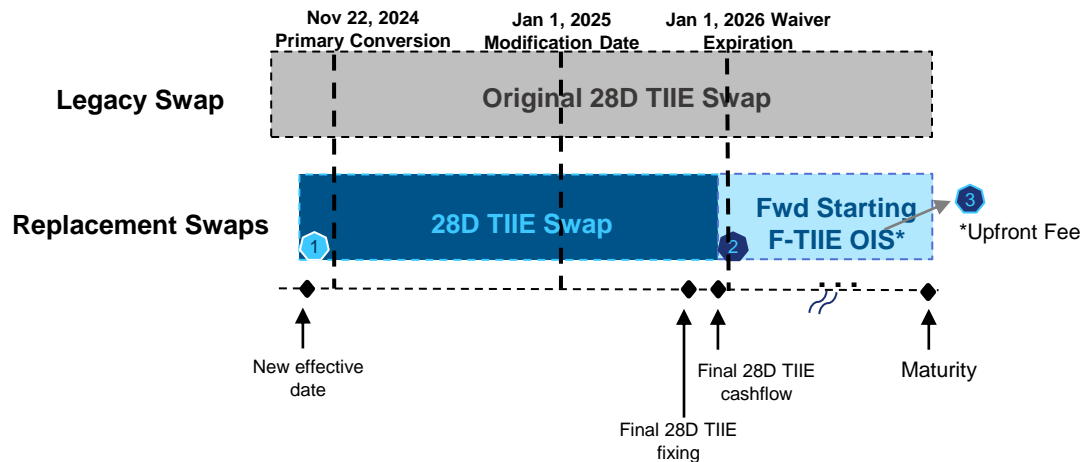 Nov 22, 2024
Primary Conversion
Jan 1, 2025
Modification Date
Jan 1, 2026 Waiver
Expiration
Legacy Swap
Original 28D TIIE Swap
Replacement Swaps
1
28D TIIE Swap
2
Fwd Starting
F-TIIE OIS*
3
*Upfront Fee
New effective
date
Final 28D TIIE
fixing
Final 28D TIIE
cashflow
Maturity